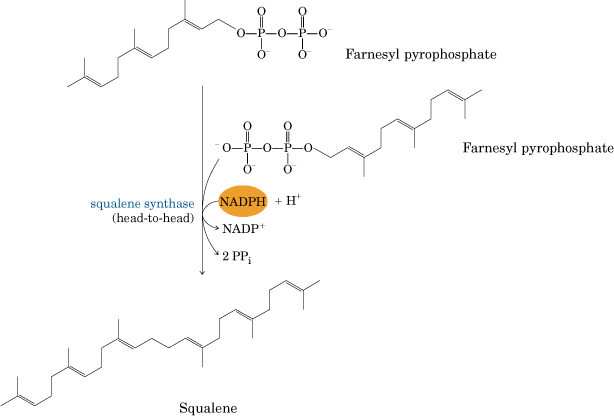 O O
O—P—O—P—O⁻
O⁻ O⁻
Farnesyl pyrophosphate
O O
⁻O—P—O—P—O
O⁻ O⁻
Farnesyl pyrophosphate
squalene synthase
(head-to-head)
NADPH + H⁺
NADP⁺
2 PPᵢ
Squalene